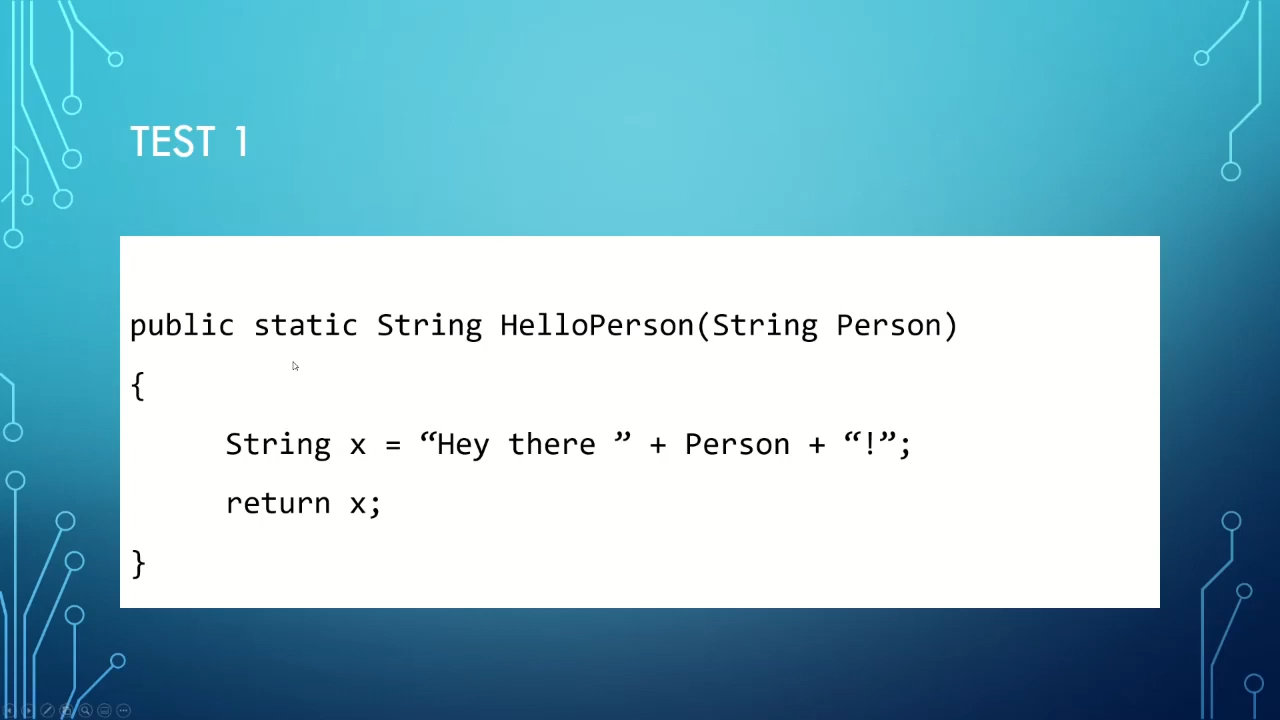 TEST 1
public static String HelloPerson(String Person)
{
String x = “Hey there ” + Person + “!”;
return x;
}